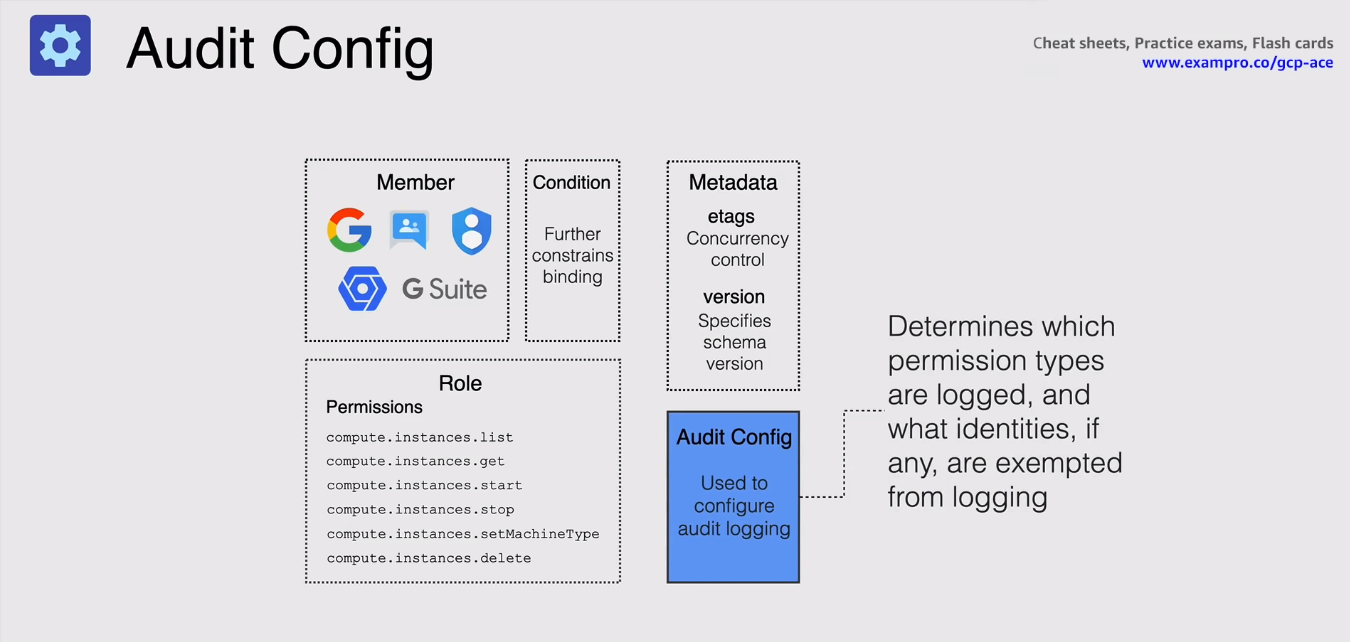 Audit Config
Cheat sheets, Practice exams, Flash cards
www.exampro.co/gcp-ace
Member
G Suite
Condition
Further
constrains
binding
Role
Permissions
compute.instances.list
compute.instances.get
compute.instances.start
compute.instances.stop
compute.instances.setMachineType
compute.instances.delete
Metadata
etags
Concurrency
control
version
Specifies
schema
version
Audit Config
Used to
configure
audit logging
Determines which
permission types
are logged, and
what identities, if
any, are exempted
from logging